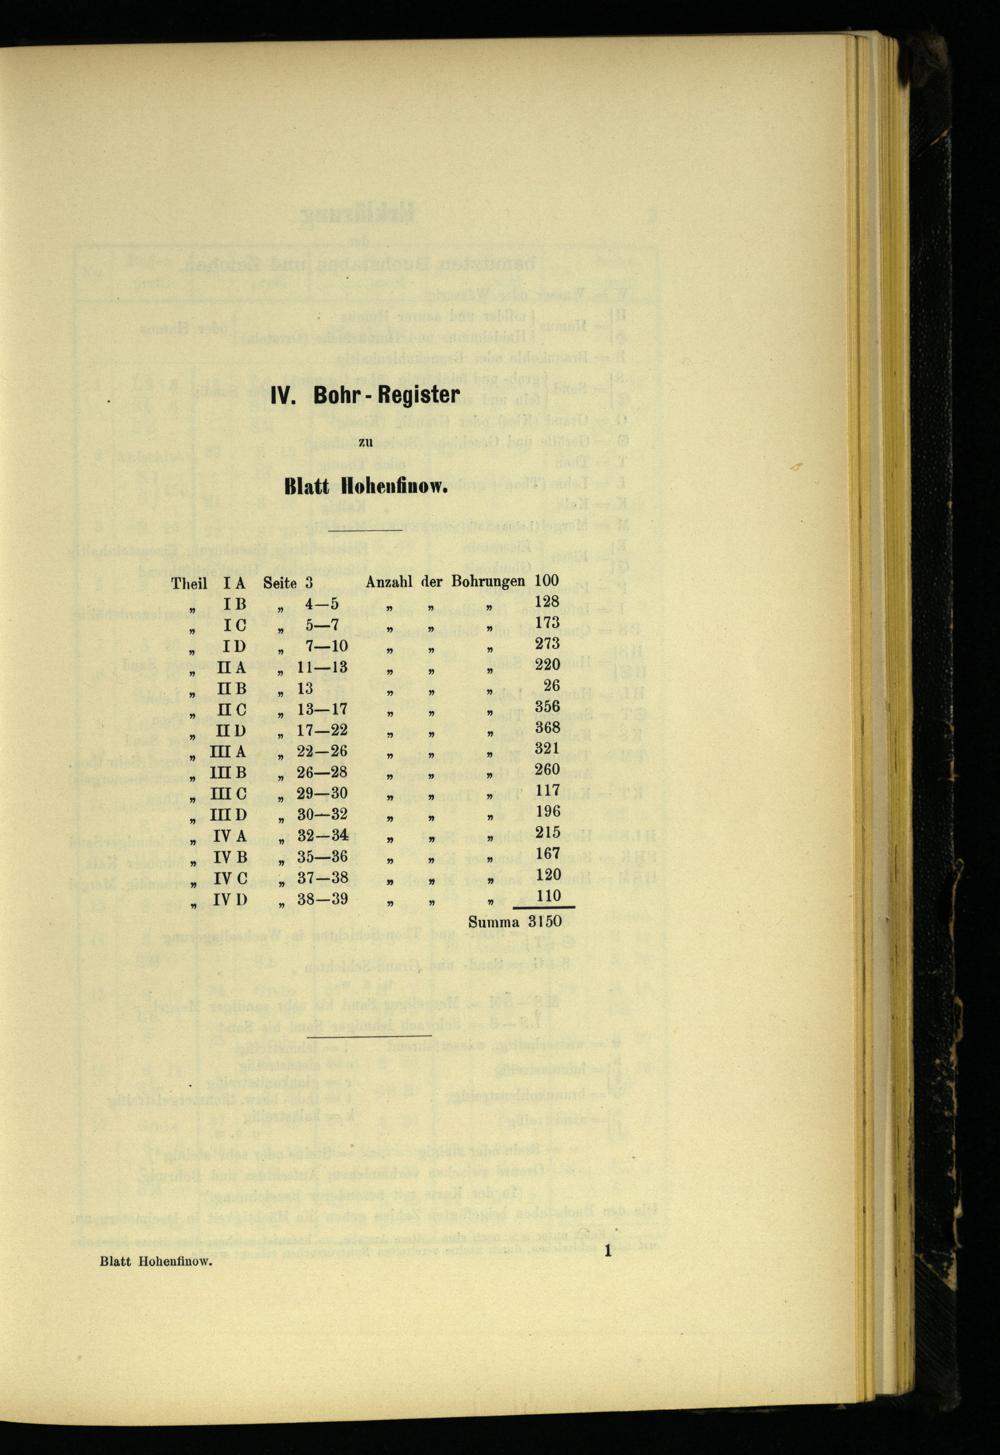 IV. Bohr-Register
zu
Blatt Hohenfinow.
Theil I A Seite 3 Anzahl der Bohrungen 100
„ I B „ 4—5 „ „ „ 128
„ I C „ 5—7 „ „ „ 173
„ I D „ 7—10 „ „ „ 273
„ II A „ 11—13 „ „ „ 220
„ II B „ 13 „ „ „ 26
„ II C „ 13—17 „ „ „ 356
„ II D „ 17—22 „ „ „ 368
„ III A „ 22—26 „ „ „ 321
„ III B „ 26—28 „ „ „ 260
„ III C „ 29—30 „ „ „ 117
„ III D „ 30—32 „ „ „ 196
„ IV A „ 32—34 „ „ „ 215
„ IV B „ 35—36 „ „ „ 167
„ IV C „ 37—38 „ „ „ 120
„ IV D „ 38—39 „ „ „ 110
Summa 3150
Blatt Hohenfinow. 1